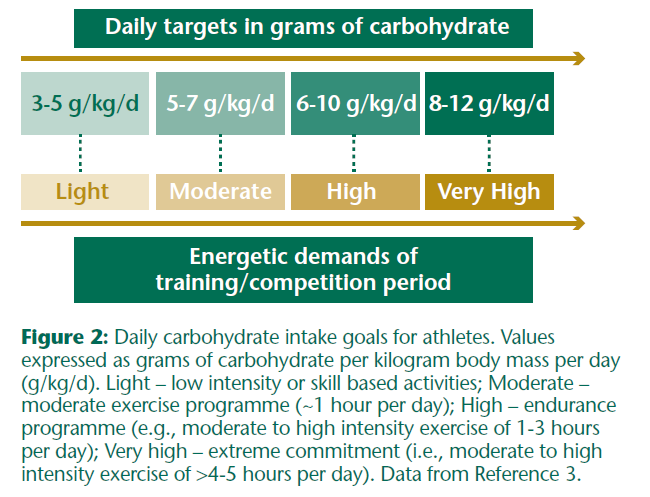 Daily targets in grams of carbohydrate
3-5 g/kg/d 5-7 g/kg/d 6-10 g/kg/d 8-12 g/kg/d
Light Moderate High Very High
Energetic demands of
training/competition period
Figure 2: Daily carbohydrate intake goals for athletes. Values
expressed as grams of carbohydrate per kilogram body mass per day
(g/kg/d). Light – low intensity or skill based activities; Moderate –
moderate exercise programme (~1 hour per day); High – endurance
programme (e.g., moderate to high intensity exercise of 1-3 hours
per day); Very high – extreme commitment (i.e., moderate to high
intensity exercise of >4-5 hours per day). Data from Reference 3.